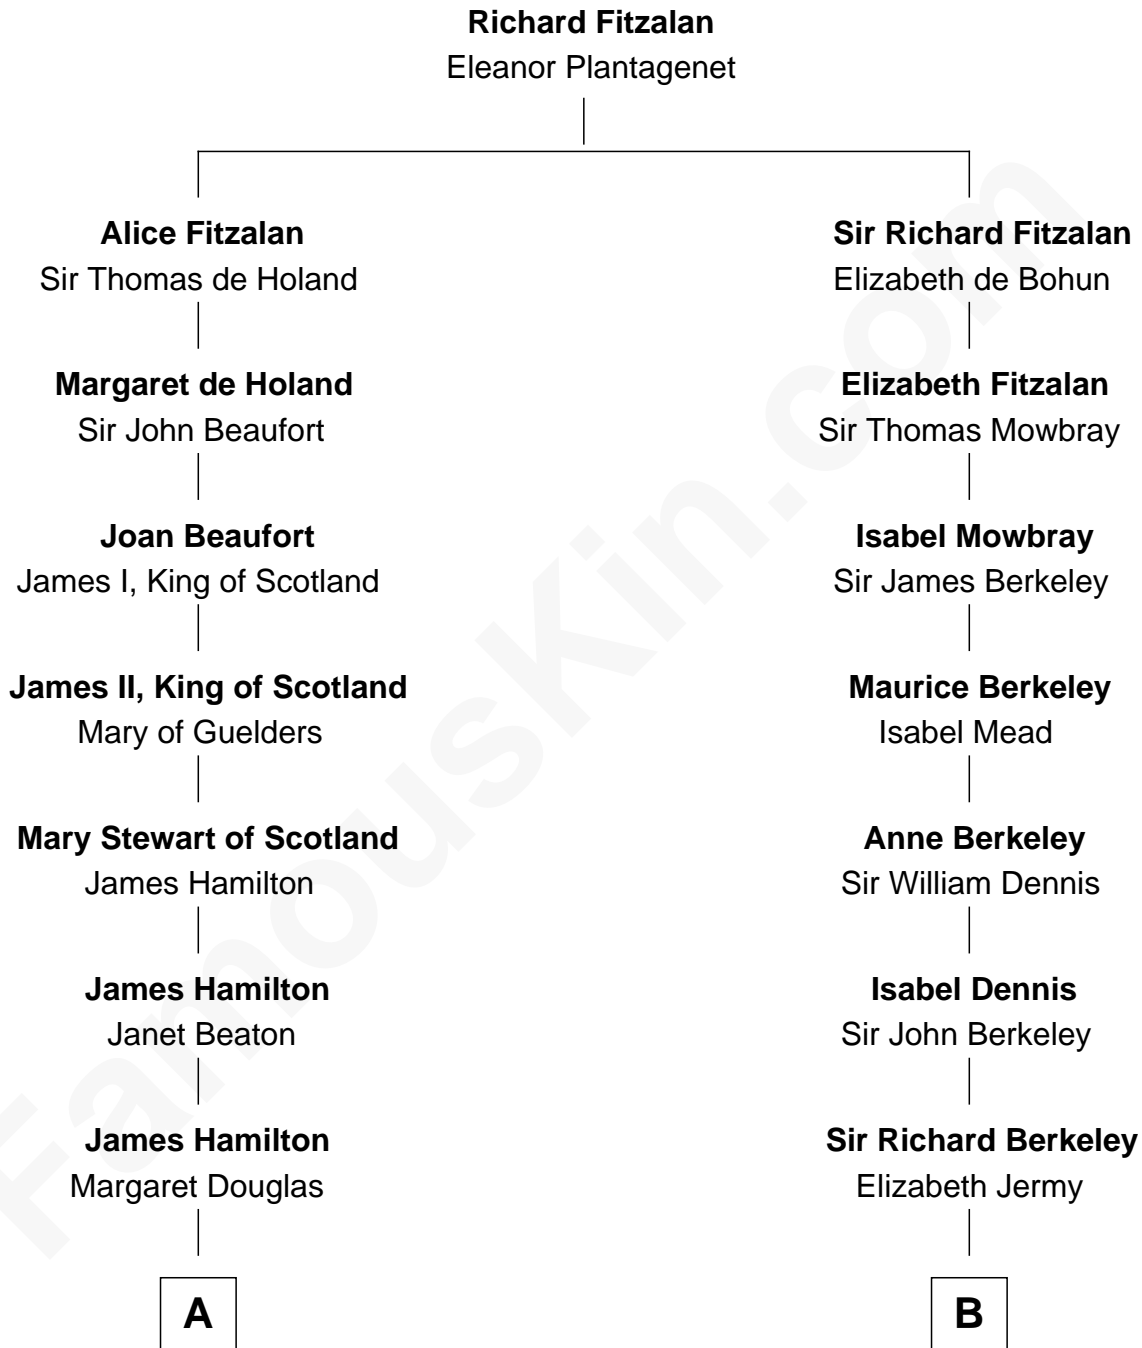 Richard Fitzalan
Eleanor Plantagenet
Alice Fitzalan
Sir Thomas de Holand
Sir Richard Fitzalan
Elizabeth de Bohun
Margaret de Holand
Sir John Beaufort
Elizabeth Fitzalan
Sir Thomas Mowbray
Joan Beaufort
James I, King of Scotland
Isabel Mowbray
Sir James Berkeley
James II, King of Scotland
Mary of Guelders
Maurice Berkeley
Isabel Mead
Mary Stewart of Scotland
James Hamilton
Anne Berkeley
Sir William Dennis
James Hamilton
Janet Beaton
Isabel Dennis
Sir John Berkeley
James Hamilton
Margaret Douglas
Sir Richard Berkeley
Elizabeth Jermy
A
B
FamousKin.com